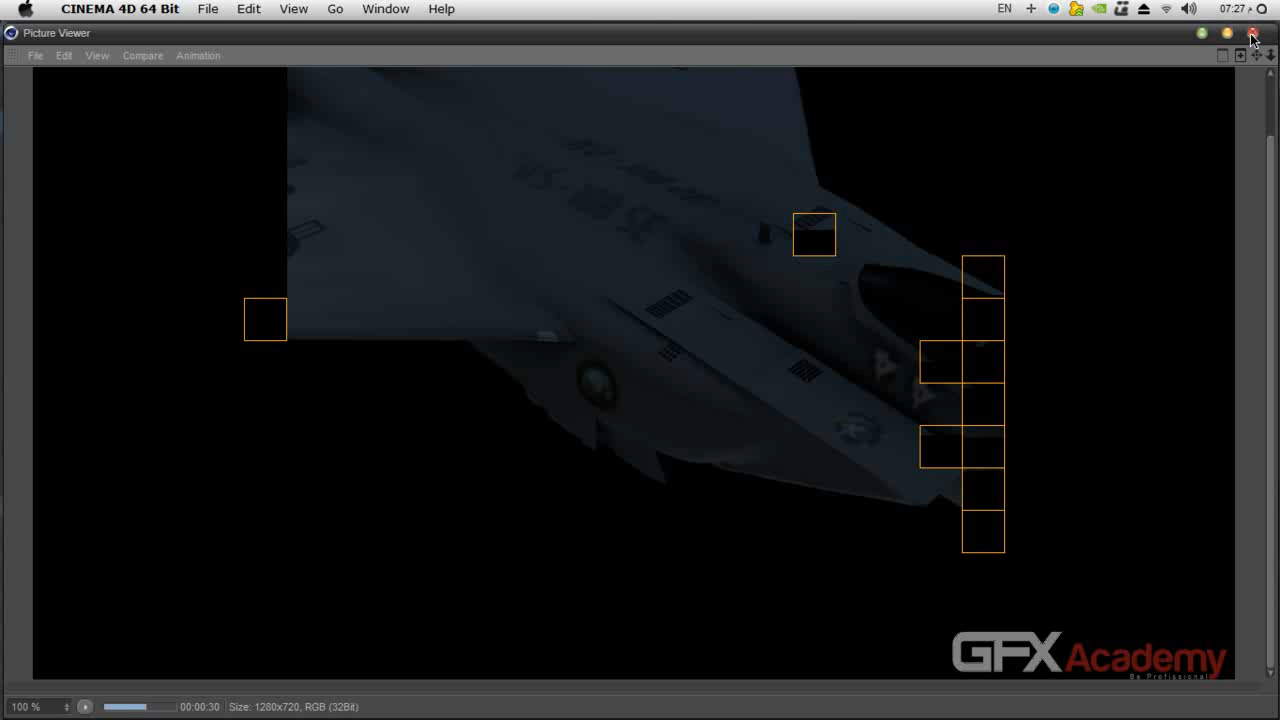 CINEMA 4D 64 Bit File Edit View Go Window Help EN 07:27 م
Picture Viewer
File Edit View Compare Animation
GFX Academy
Be Professional
100 % 00:00:30 Size: 1280x720, RGB (32Bit)